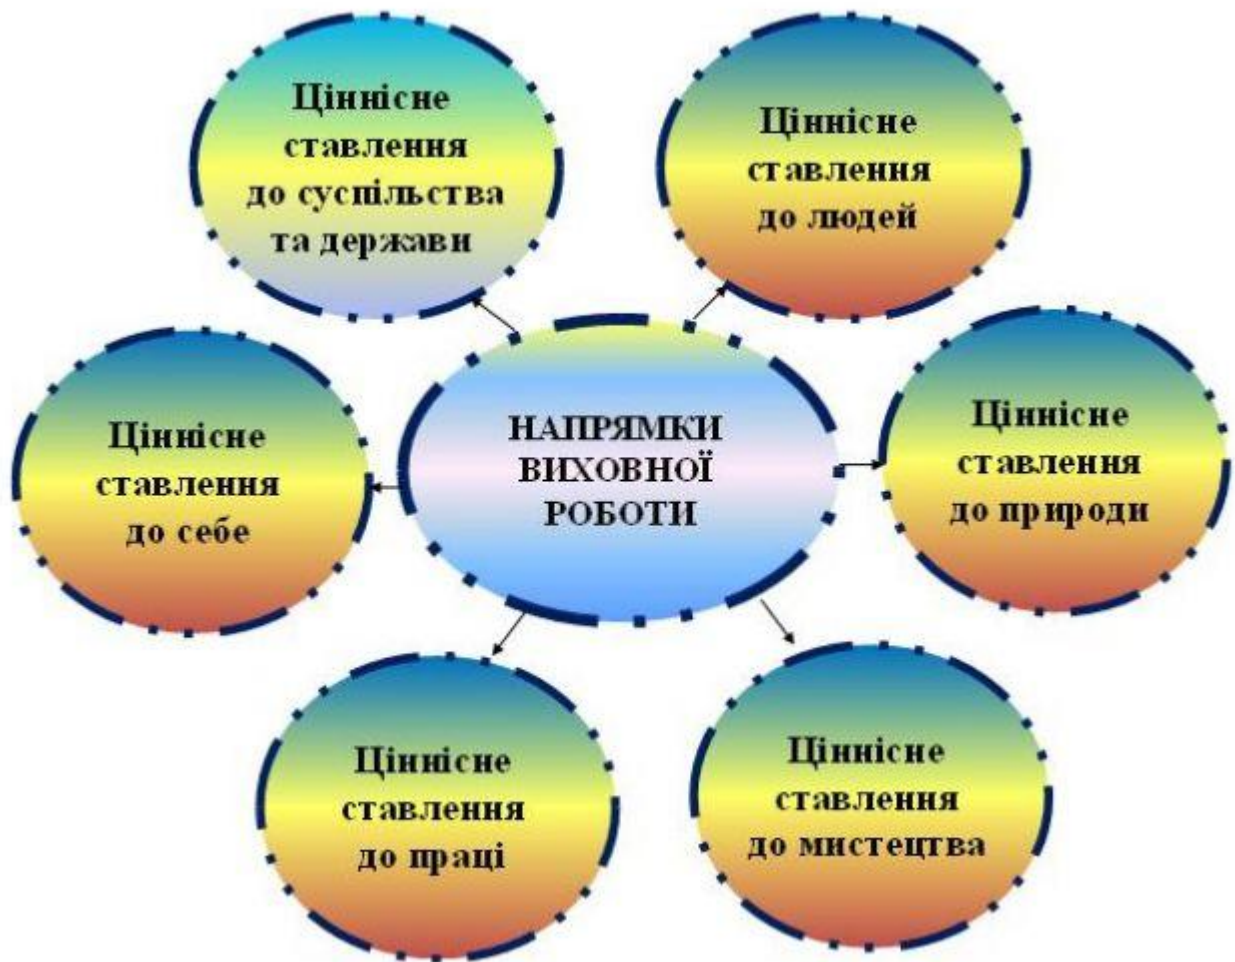 Ціннісне
ставлення
до суспільства
та держави
Ціннісне
ставлення
до людей
Ціннісне
ставлення
до себе
НАПРЯМКИ
ВИХОВНОЇ
РОБОТИ
Ціннісне
ставлення
до природи
Ціннісне
ставлення
до праці
Ціннісне
ставлення
до мистецтва